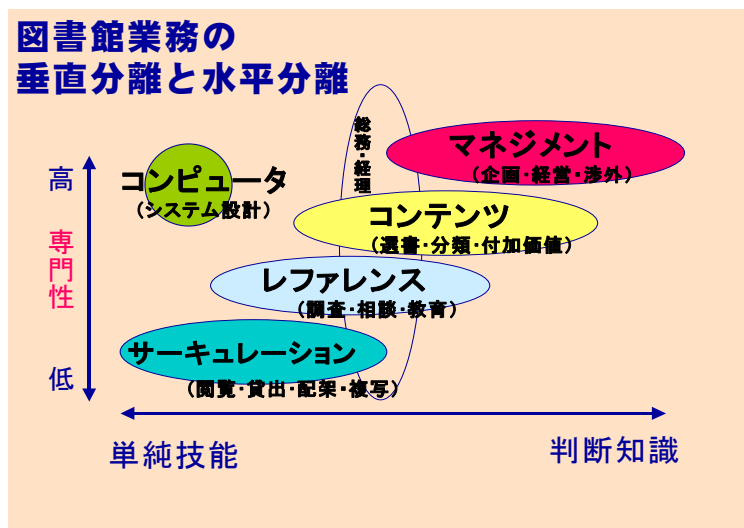 図書館業務の
垂直分離と水平分離
総務・経理
マネジメント
（企画・経営・渉外）
高
コンピュータ
（システム設計）
コンテンツ
（選書・分類・付加価値）
専門性
レファレンス
（調査・相談・教育）
サーキュレーション
（閲覧・貸出・配架・複写）
低
単純技能
判断知識